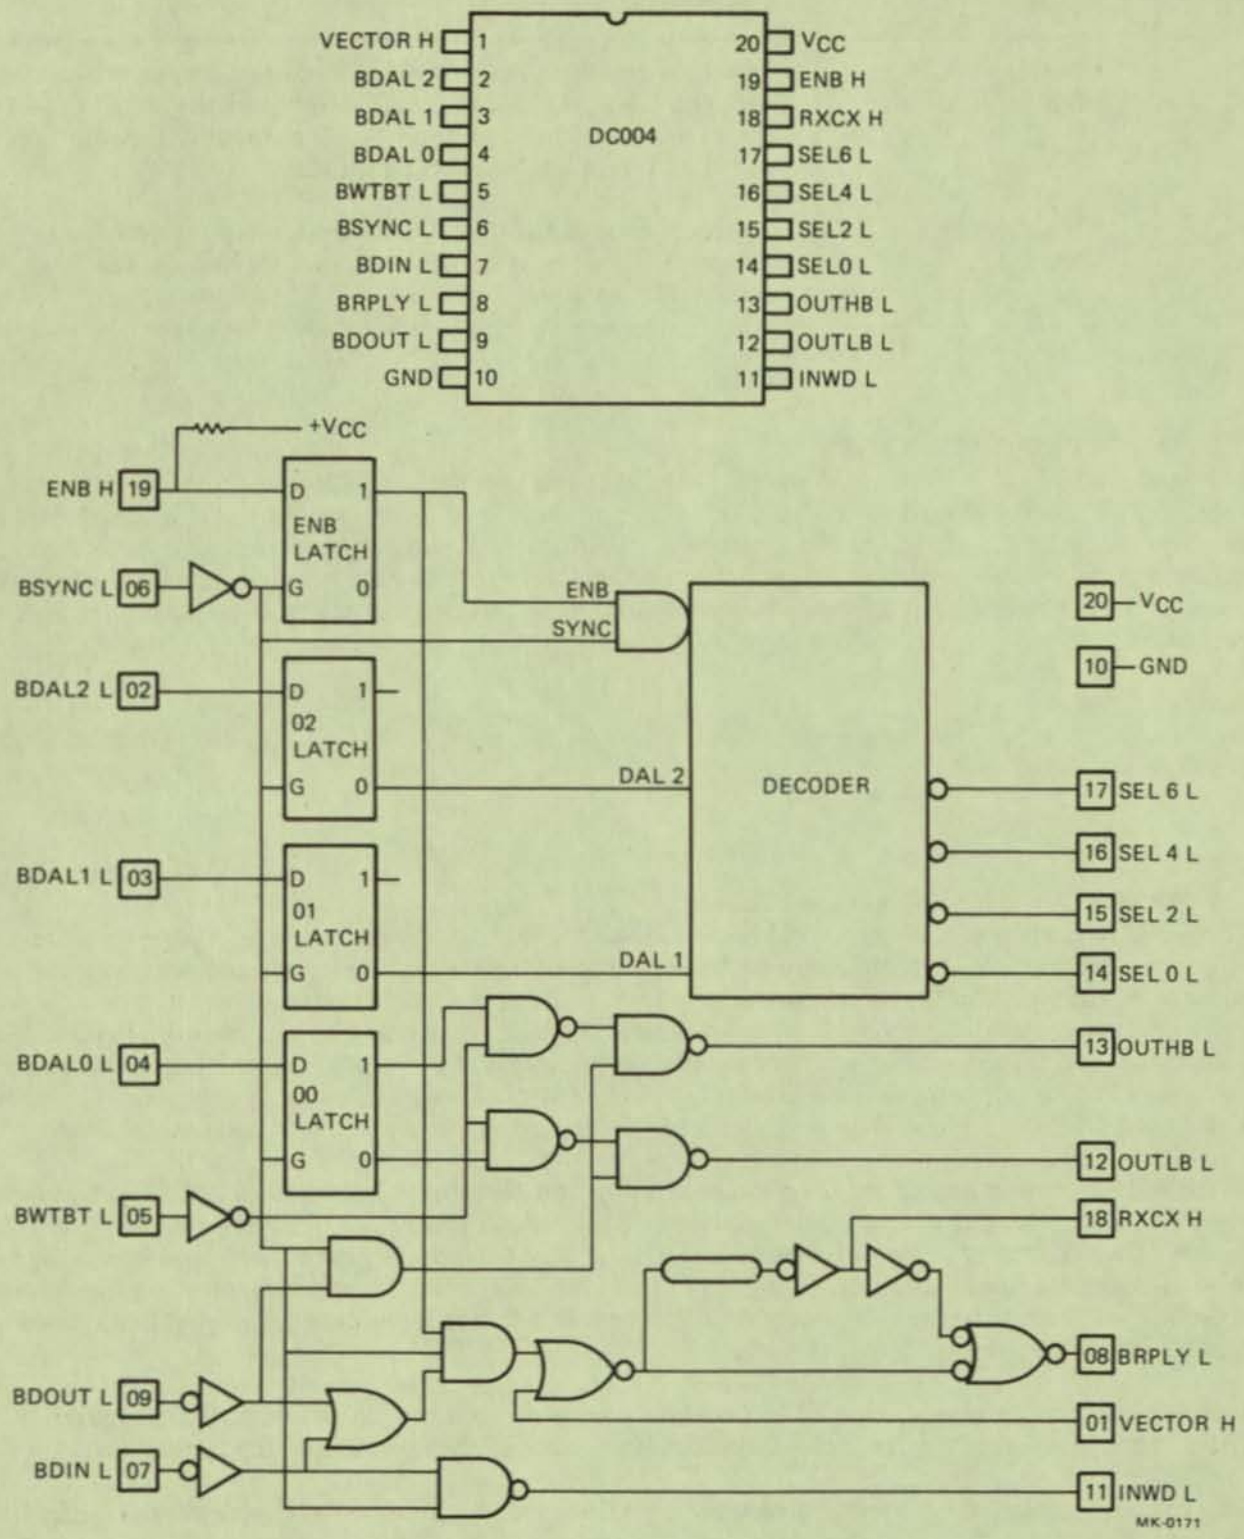 VECTOR H 1 20 VCC
BDAL 2 2 19 ENB H
BDAL 1 3 18 RXCX H
DC004
BDAL 0 4 17 SEL6 L
BWTBT L 5 16 SEL4 L
BSYNC L 6 15 SEL2 L
BDIN L 7 14 SEL0 L
BRPLY L 8 13 OUTHB L
BDOUT L 9 12 OUTLB L
GND 10 11 INWD L
+VCC
ENB H 19 D 1
ENB
LATCH
BSYNC L 06 G 0
ENB
SYNC
20 VCC
10 GND
BDAL2 L 02 D 1
02
LATCH
G 0 DAL 2
DECODER
17 SEL 6 L
16 SEL 4 L
15 SEL 2 L
14 SEL 0 L
BDAL1 L 03 D 1
01
LATCH
G 0 DAL 1
BDAL0 L 04 D 1
00
LATCH
G 0
13 OUTHB L
12 OUTLB L
BWTBT L 05
18 RXCX H
08 BRPLY L
BDOUT L 09
01 VECTOR H
BDIN L 07
11 INWD L
MK-0171